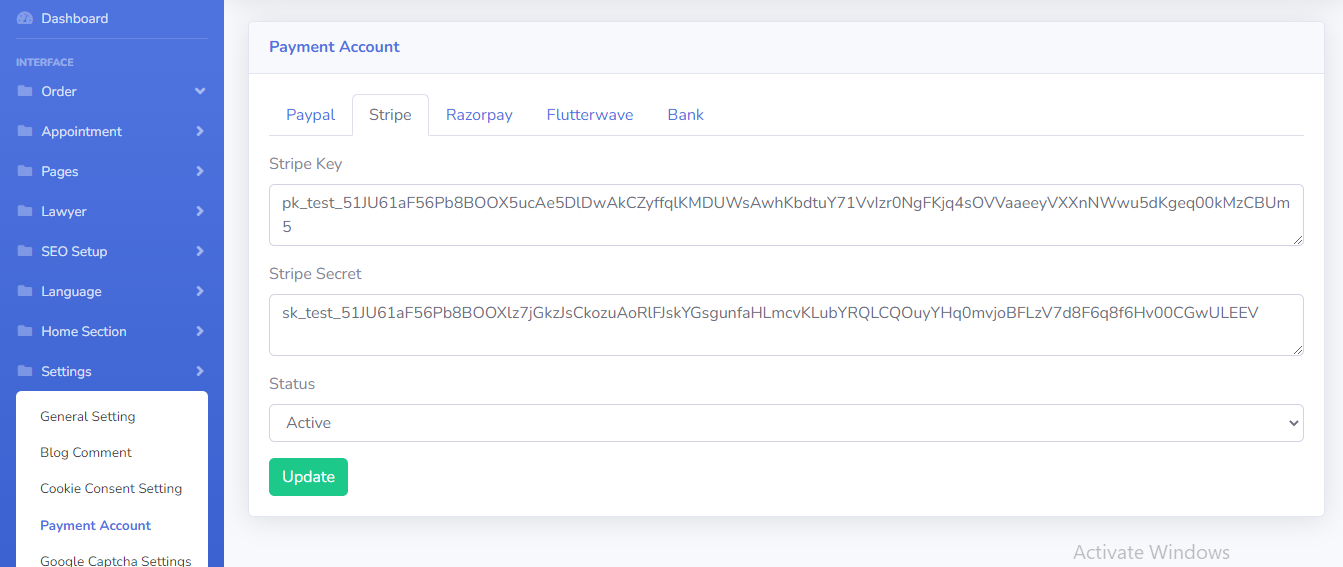 Dashboard
INTERFACE
Order
Appointment
Pages
Lawyer
SEO Setup
Language
Home Section
Settings
General Setting
Blog Comment
Cookie Consent Setting
Payment Account
Google Captcha Settings
Payment Account
Paypal Stripe Razorpay Flutterwave Bank
Stripe Key
pk_test_51JU61aF56Pb8BOOX5ucAe5DlDwAkCZyffqlKMDUWsAwhKbdtuY71VvIzr0NgFKjq4sOVVaaeeyVXXnNWwu5dKgeq00kMzCBUm
5
Stripe Secret
sk_test_51JU61aF56Pb8BOOXlz7jGkzJsCkozuAoRlFJskYGsgunfaHLmcvKLubYRQLCQOuyYHq0mvjoBFLzV7d8F6q8f6Hv00CGwULEEV
Status
Active
Update
Activate Windows